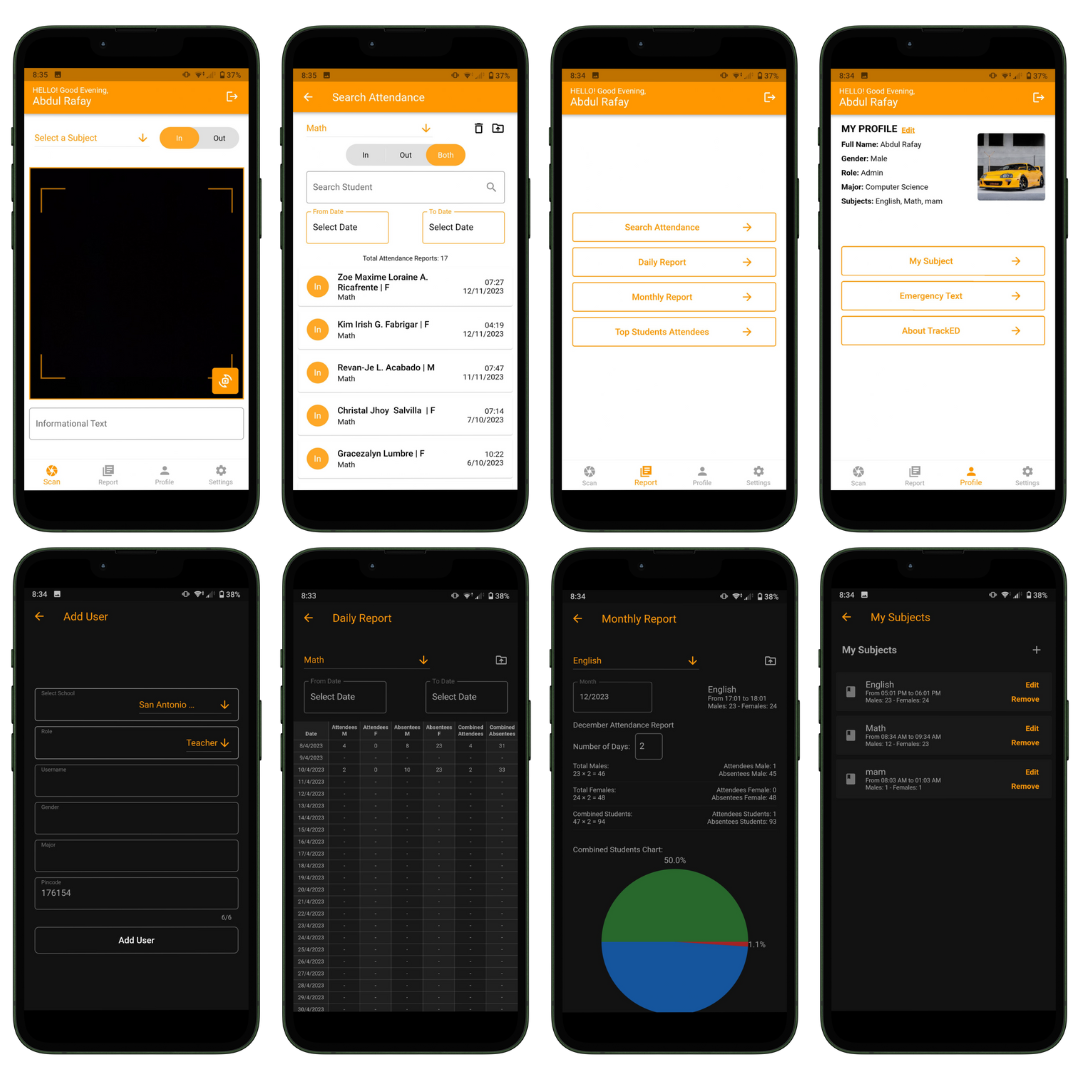 8:35
37%
HELLO! Good Evening,
Abdul Rafay
Select a Subject
In
Out
Informational Text
Scan
Report
Profile
Settings
8:35
37%
Search Attendance
Math
In
Out
Both
Search Student
From Date
To Date
Select Date
Select Date
Total Attendance Reports: 17
In
Zoe Maxime Loraine A.
Ricafrente | F
Math
07:27
12/11/2023
In
Kim Irish G. Fabrigar | F
Math
04:19
12/11/2023
In
Revan-Je L. Acabado | M
Math
07:47
11/11/2023
In
Christal Jhoy Salvilla | F
Math
07:14
7/10/2023
In
Gracezalyn Lumbre | F
Math
10:22
6/10/2023
8:34
37%
HELLO! Good Evening,
Abdul Rafay
Search Attendance
Daily Report
Monthly Report
Top Students Attendees
Scan
Report
Profile
Settings
8:34
37%
HELLO! Good Evening,
Abdul Rafay
MY PROFILE Edit
Full Name: Abdul Rafay
Gender: Male
Role: Admin
Major: Computer Science
Subjects: English, Math, mam
My Subject
Emergency Text
About TrackED
Scan
Report
Profile
Settings
8:34
38%
Add User
Select School
San Antonio ...
Role
Teacher
Username
Gender
Major
Pincode
176154
6/6
Add User
8:33
38%
Daily Report
Math
From Date
To Date
Select Date
Select Date
Date Attendees M Attendees F Absentees M Absentees F Combined Attendees Combined Absentees
8/4/2023 4 0 8 23 4 31
9/4/2023 - - - - - -
10/4/2023 2 0 10 23 2 33
11/4/2023 - - - - - -
12/4/2023 - - - - - -
13/4/2023 - - - - - -
14/4/2023 - - - - - -
15/4/2023 - - - - - -
16/4/2023 - - - - - -
17/4/2023 - - - - - -
18/4/2023 - - - - - -
19/4/2023 - - - - - -
20/4/2023 - - - - - -
21/4/2023 - - - - - -
22/4/2023 - - - - - -
23/4/2023 - - - - - -
24/4/2023 - - - - - -
25/4/2023 - - - - - -
26/4/2023 - - - - - -
27/4/2023 - - - - - -
28/4/2023 - - - - - -
29/4/2023 - - - - - -
30/4/2023 - - - - - -
8:34
38%
Monthly Report
English
Month
12/2023
English
From 17:01 to 18:01
Males: 23 - Females: 24
December Attendance Report
Number of Days: 2
Total Males:
23 × 2 = 46
Attendees Male: 1
Absentees Male: 45
Total Females:
24 × 2 = 48
Attendees Female: 0
Absentees Female: 48
Combined Students:
47 × 2 = 94
Attendees Students: 1
Absentees Students: 93
Combined Students Chart:
50.0%
1.1%
8:34
38%
My Subjects
My Subjects
English
From 05:01 PM to 06:01 PM
Males: 23 - Females: 24
Edit
Remove
Math
From 08:34 AM to 09:34 AM
Males: 12 - Females: 23
Edit
Remove
mam
From 08:03 AM to 01:03 AM
Males: 1 - Females: 1
Edit
Remove